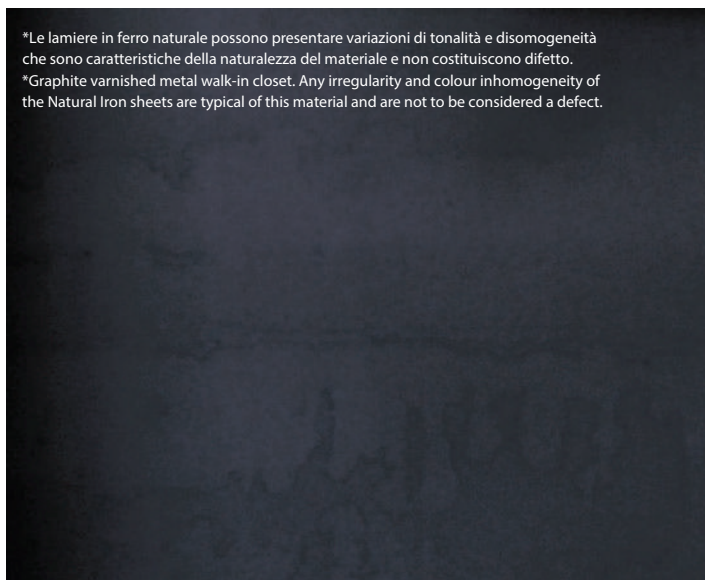 *Le lamiere in ferro naturale possono presentare variazioni di tonalità e disomogeneità
che sono caratteristiche della naturalezza del materiale e non costituiscono difetto.
*Graphite varnished metal walk-in closet. Any irregularity and colour inhomogeneity of
the Natural Iron sheets are typical of this material and are not to be considered a defect.